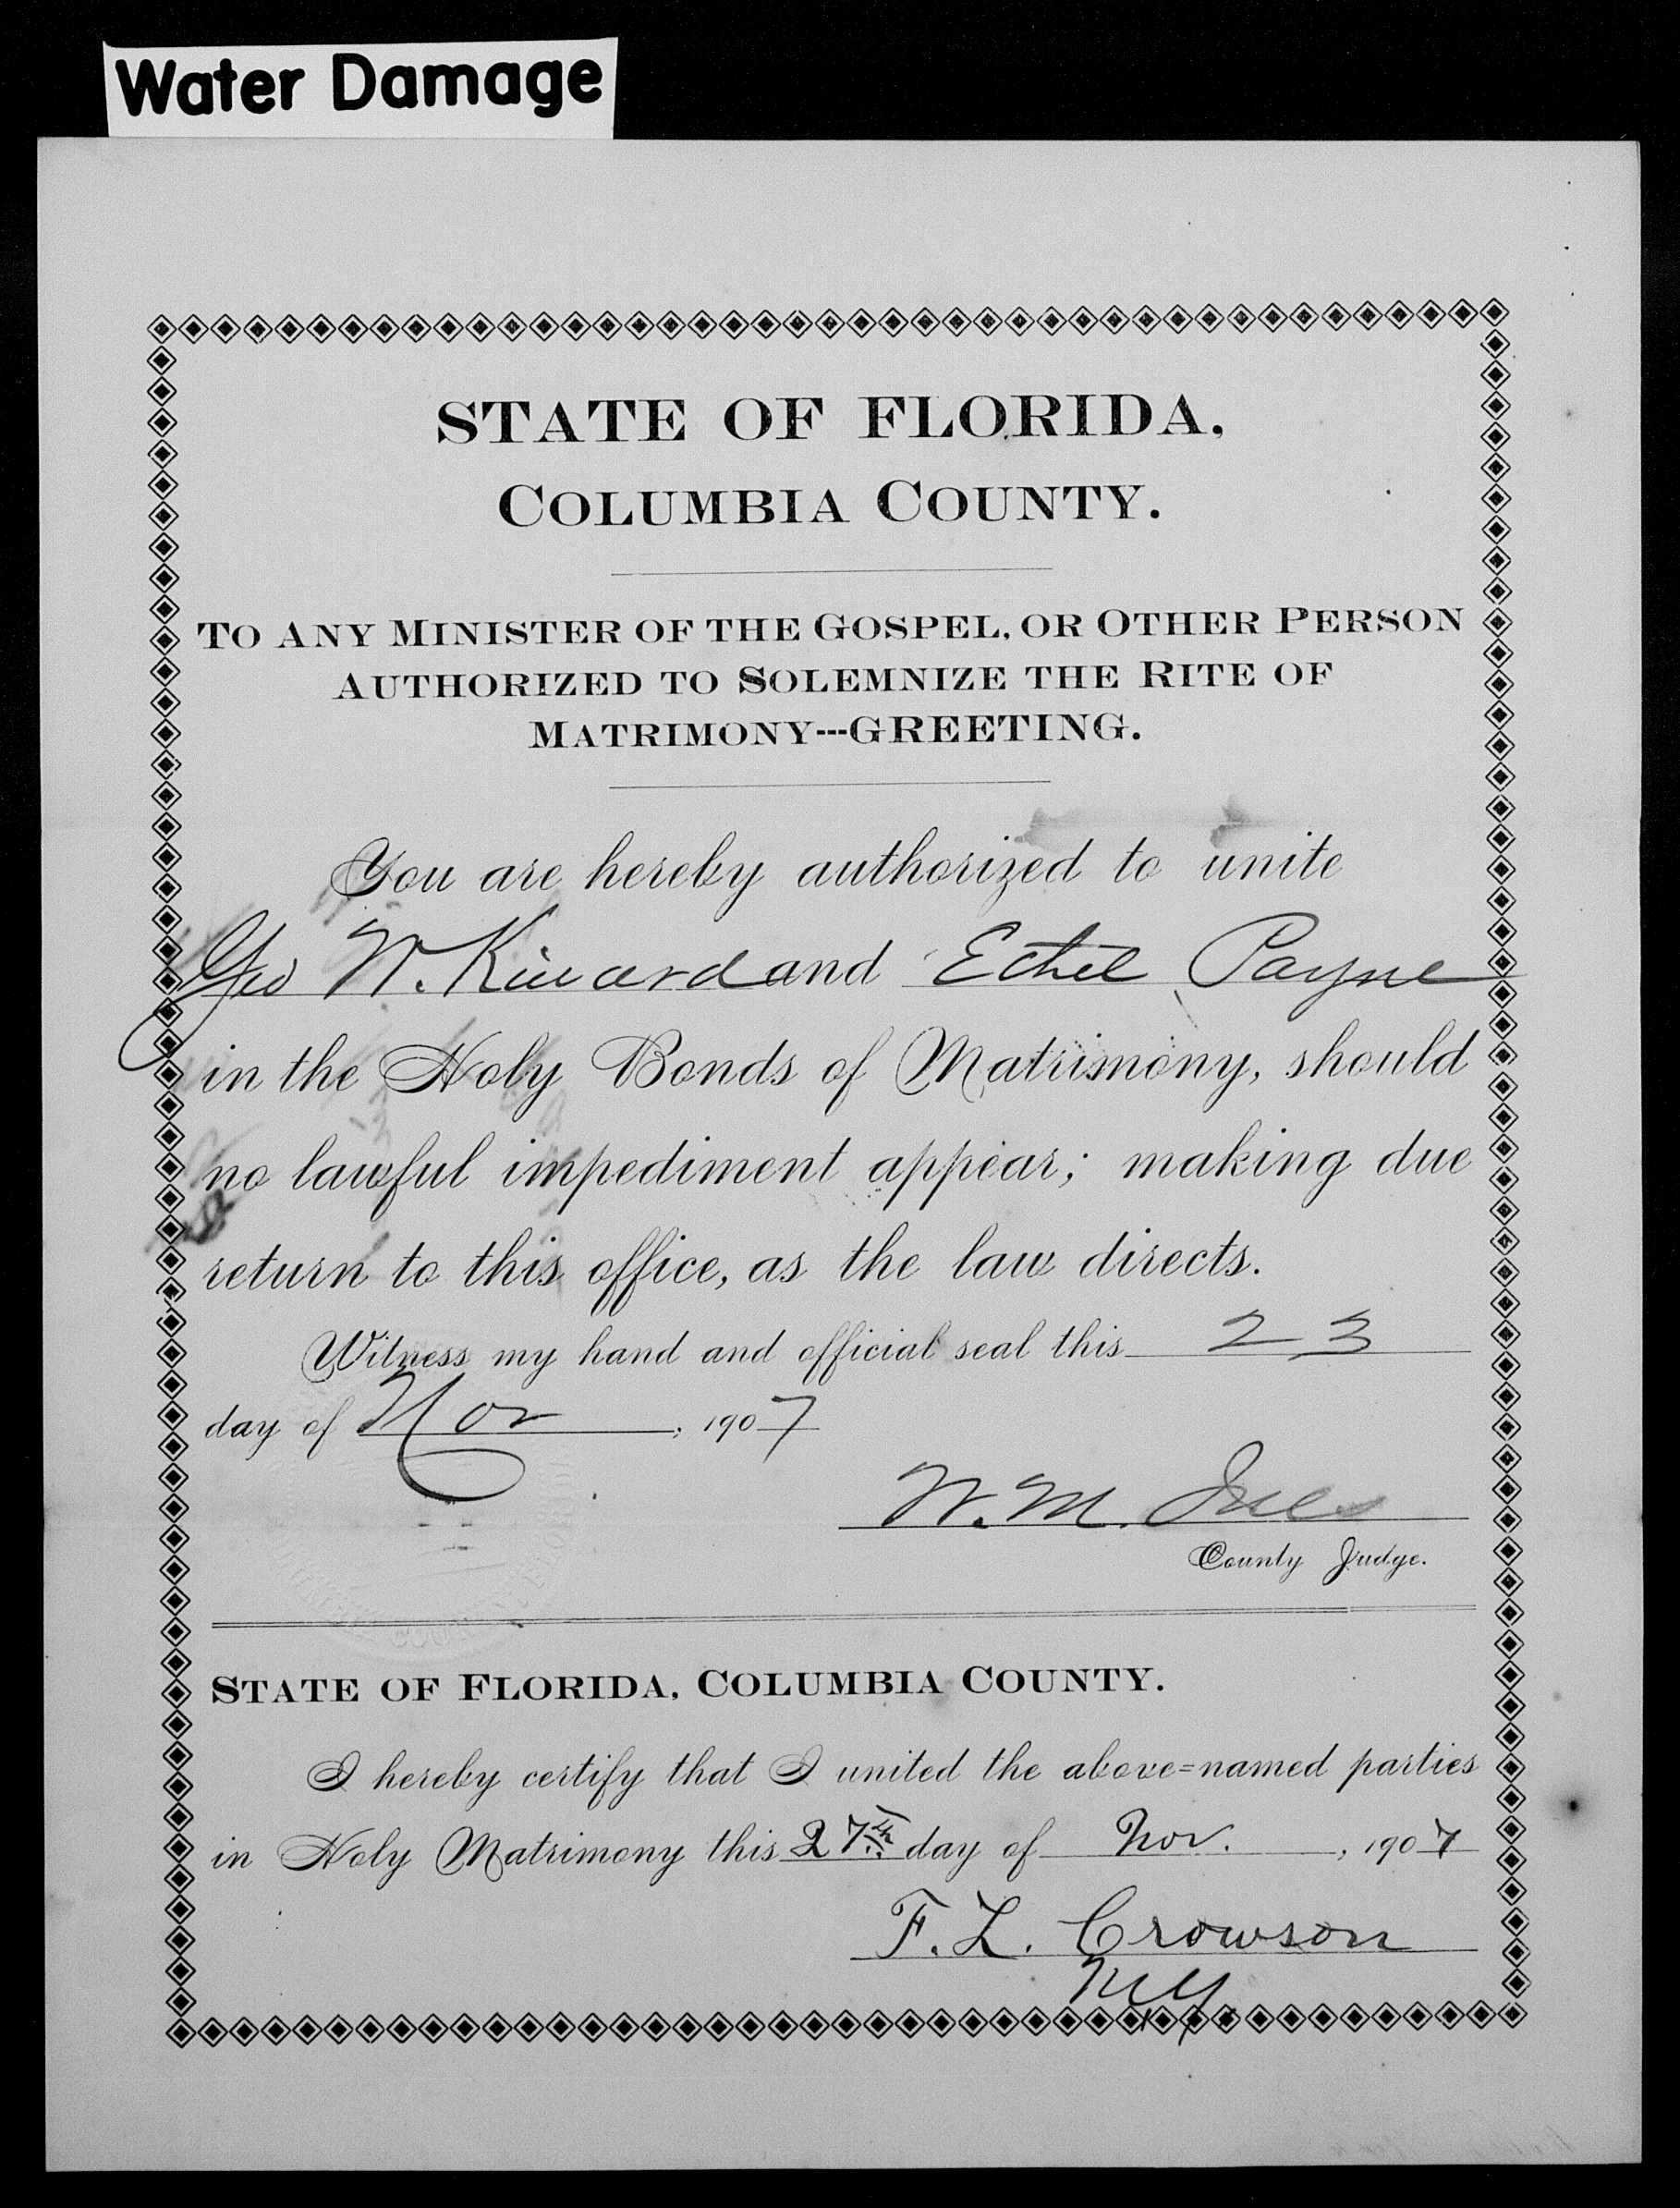 Water Damage
STATE OF FLORIDA,
COLUMBIA COUNTY.
TO ANY MINISTER OF THE GOSPEL, OR OTHER PERSON
AUTHORIZED TO SOLEMNIZE THE RITE OF
MATRIMONY---GREETING.
You are hereby authorized to unite
Geo W. Kinard and Ethel Payne
in the Holy Bonds of Matrimony, should
no lawful impediment appear; making due
return to this office, as the law directs.
Witness my hand and official seal this 23
day of Nov, 1907
W. M. Ives
County Judge.
STATE OF FLORIDA, COLUMBIA COUNTY.
I hereby certify that I united the above=named parties
in Holy Matrimony this 27th day of Nov., 1907
F. L. Crowson